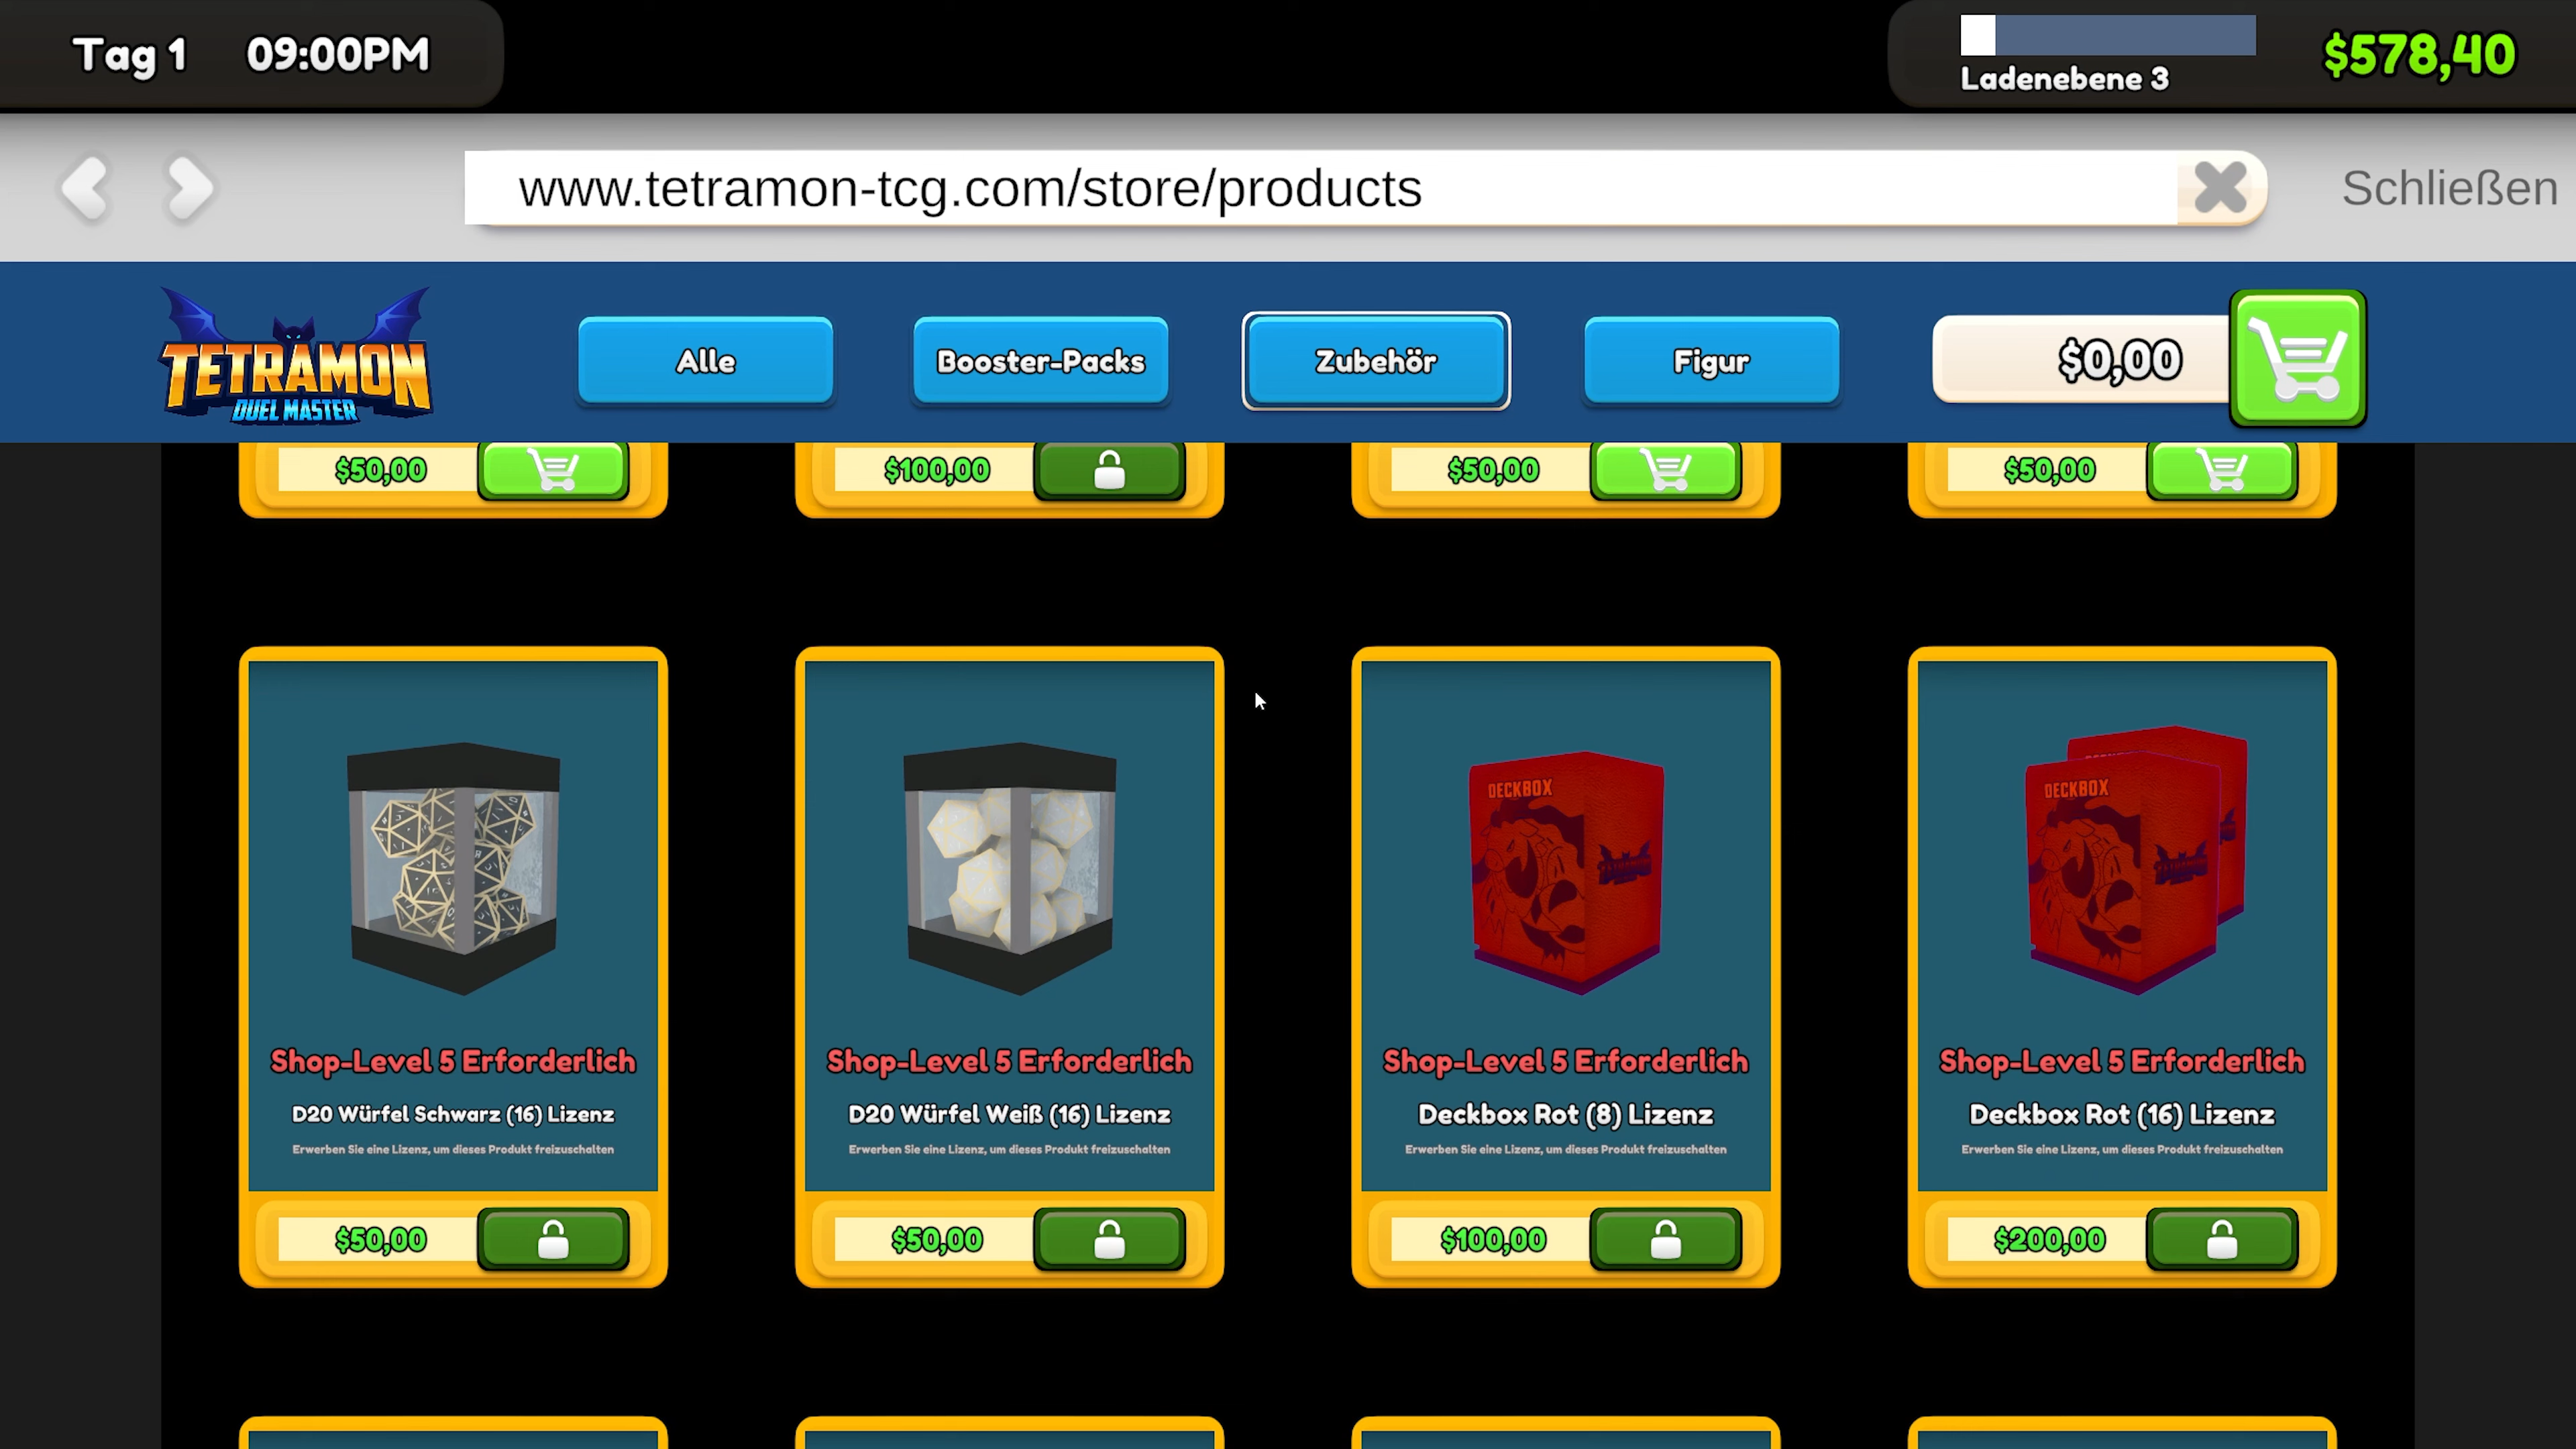 Tag 1 09:00PM
Ladenebene 3
$578,40
www.tetramon-tcg.com/store/products
Schließen
TETRAMON
DUEL MASTER
Alle
Booster-Packs
Zubehör
Figur
$0,00
$50,00
$100,00
$50,00
$50,00
DECKBOX
DECKBOX
Shop-Level 5 Erforderlich
D20 Würfel Schwarz (16) Lizenz
Erwerben Sie eine Lizenz, um dieses Produkt freizuschalten
$50,00
Shop-Level 5 Erforderlich
D20 Würfel Weiß (16) Lizenz
Erwerben Sie eine Lizenz, um dieses Produkt freizuschalten
$50,00
Shop-Level 5 Erforderlich
Deckbox Rot (8) Lizenz
Erwerben Sie eine Lizenz, um dieses Produkt freizuschalten
$100,00
Shop-Level 5 Erforderlich
Deckbox Rot (16) Lizenz
Erwerben Sie eine Lizenz, um dieses Produkt freizuschalten
$200,00